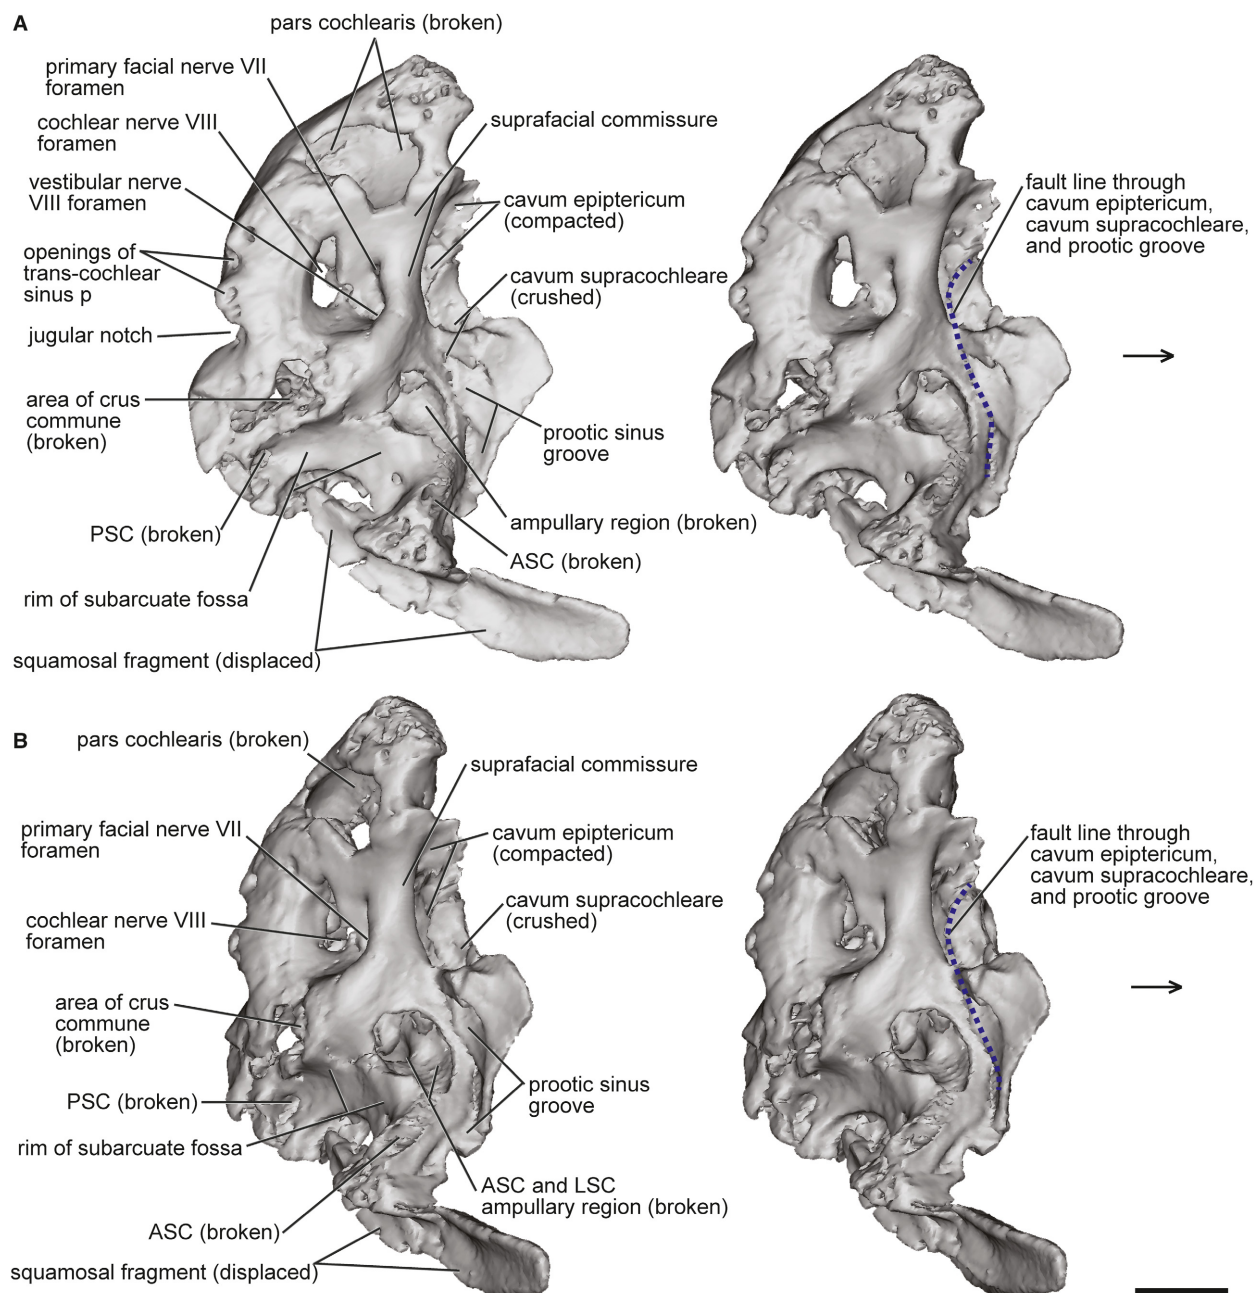 A
pars cochlearis (broken)
primary facial nerve VII
foramen
cochlear nerve VIII
foramen
vestibular nerve
VIII foramen
openings of
trans-cochlear
sinus p
jugular notch
area of crus
commune
(broken)
PSC (broken)
rim of subarcuate fossa
squamosal fragment (displaced)
suprafacial commissure
cavum epiptericum
(compacted)
cavum supracochleare
(crushed)
prootic sinus
groove
ampullary region (broken)
ASC (broken)
fault line through
cavum epiptericum,
cavum supracochleare,
and prootic groove
B
pars cochlearis (broken)
primary facial nerve VII
foramen
cochlear nerve VIII
foramen
area of crus
commune
(broken)
PSC (broken)
rim of subarcuate fossa
ASC (broken)
squamosal fragment (displaced)
suprafacial commissure
cavum epiptericum
(compacted)
cavum supracochleare
(crushed)
prootic sinus
groove
ASC and LSC
ampullary region (broken)
fault line through
cavum epiptericum,
cavum supracochleare,
and prootic groove